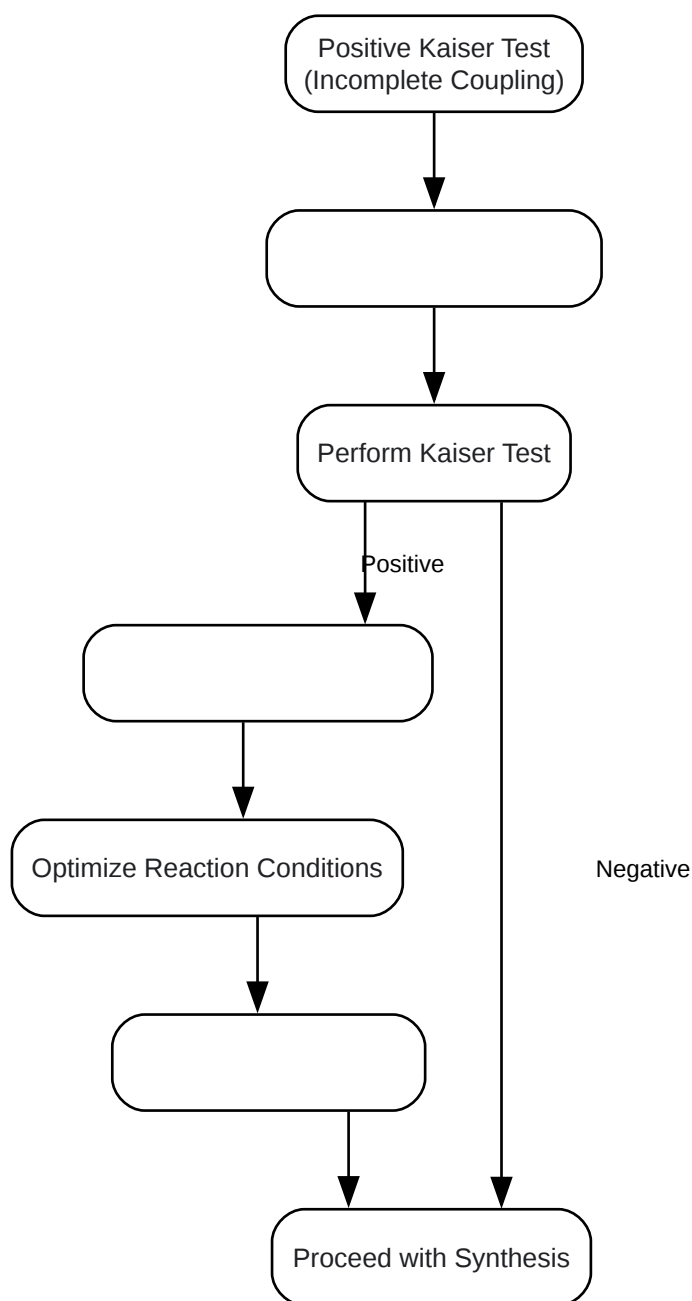 Positive Kaiser Test
(Incomplete Coupling)
Perform Kaiser Test
Positive
Optimize Reaction Conditions
Negative
Proceed with Synthesis